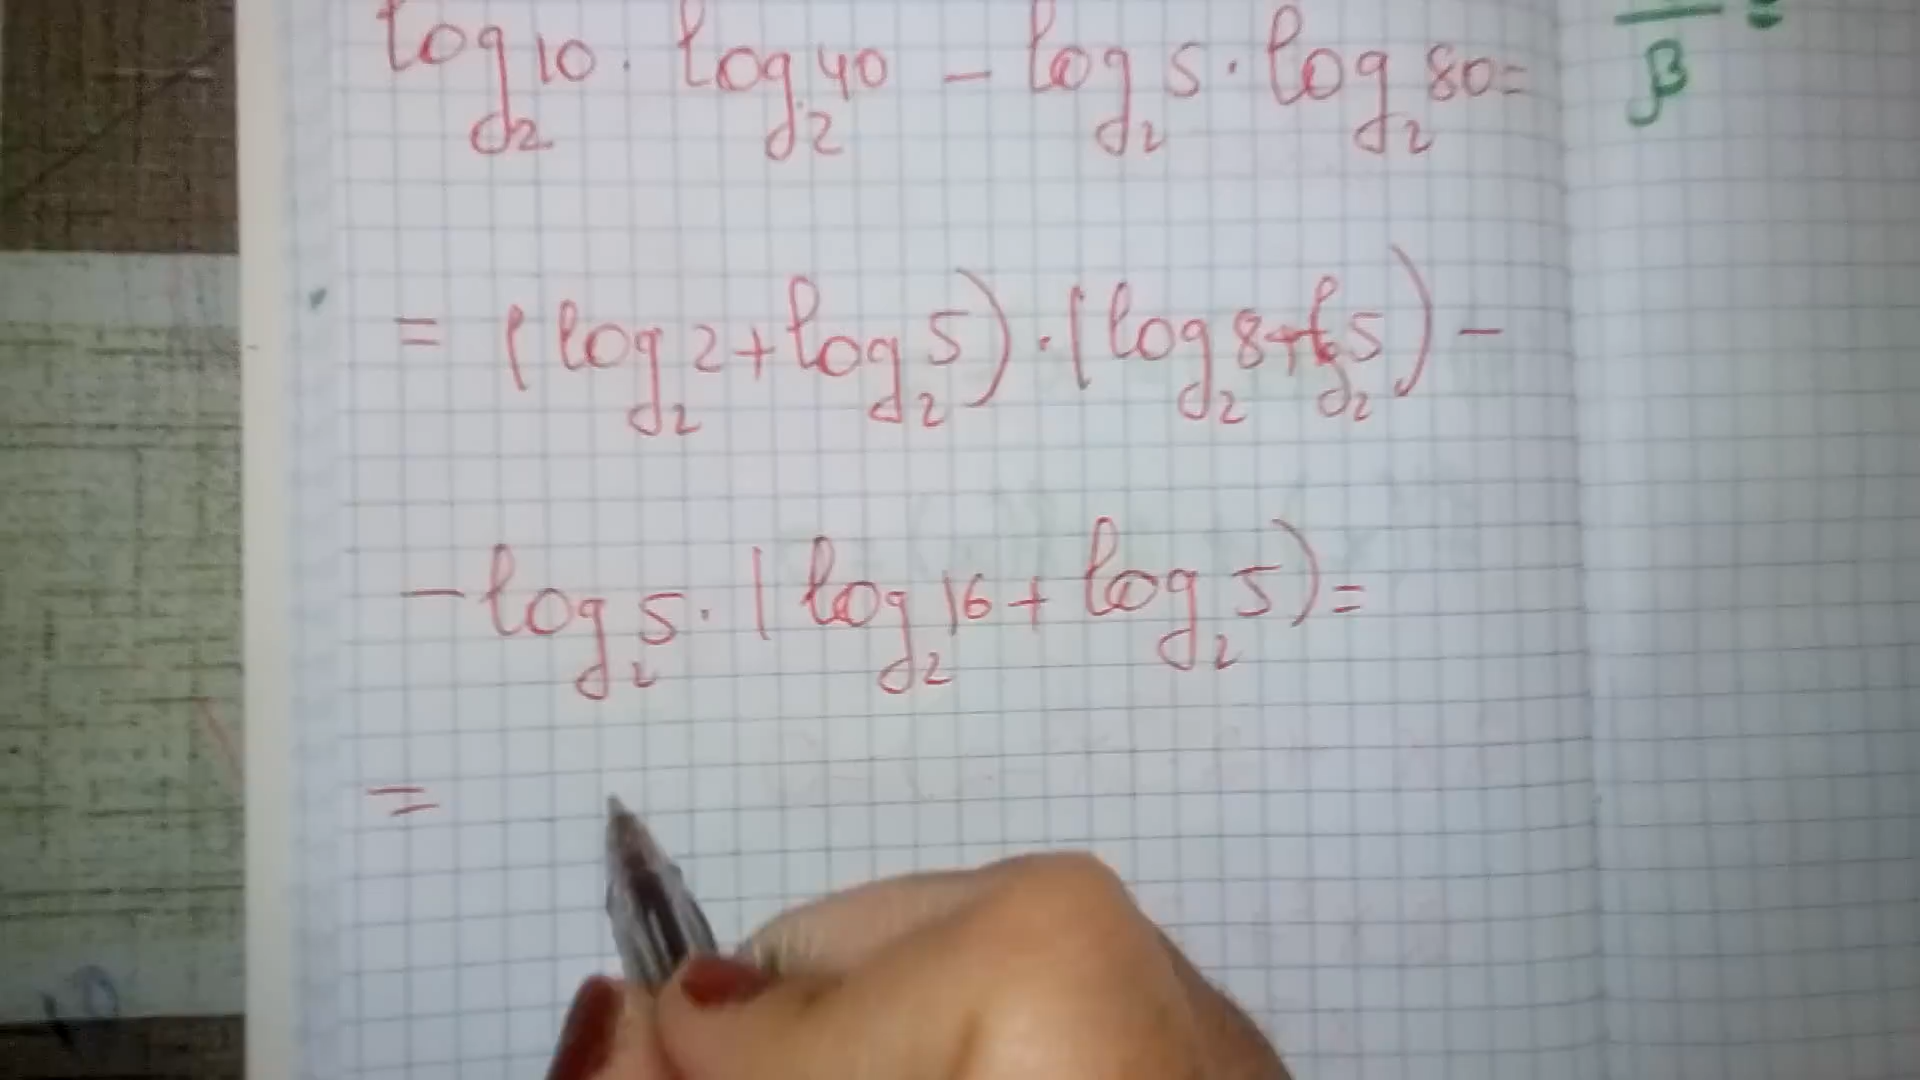 log₂10 · log₂40 - log₂5 · log₂80=
β =
= (log₂2+log₂5)·(log₂8+log₂5) -
- log₂5·(log₂16+log₂5)=
=